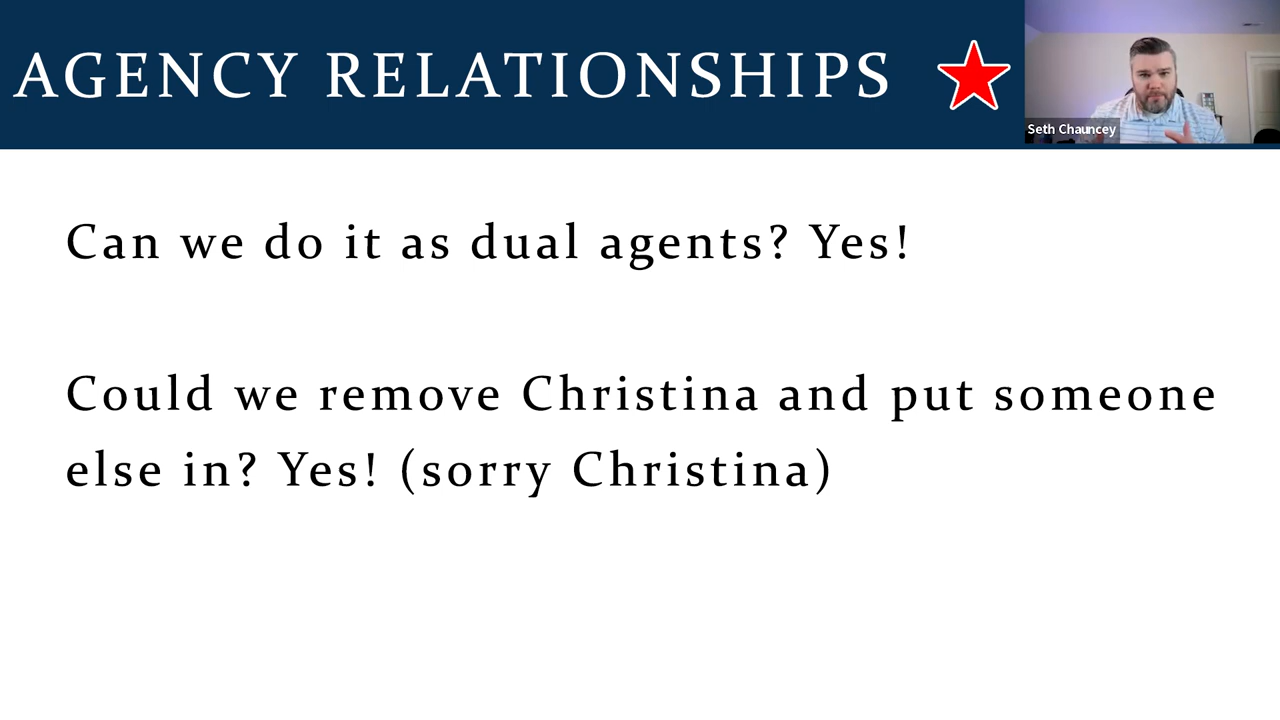 AGENCY RELATIONSHIPS
Seth Chauncey
Can we do it as dual agents? Yes!
Could we remove Christina and put someone
else in? Yes! (sorry Christina)